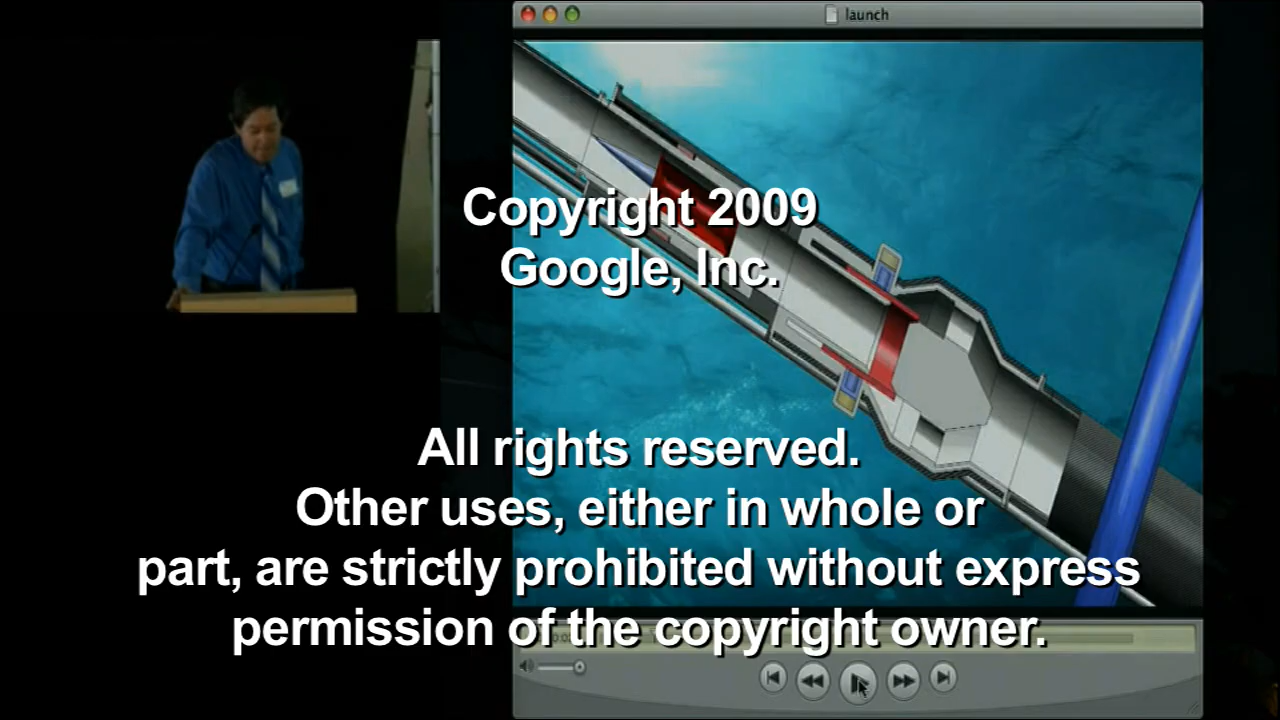 launch
Copyright 2009
Google, Inc.
All rights reserved.
Other uses, either in whole or
part, are strictly prohibited without express
permission of the copyright owner.